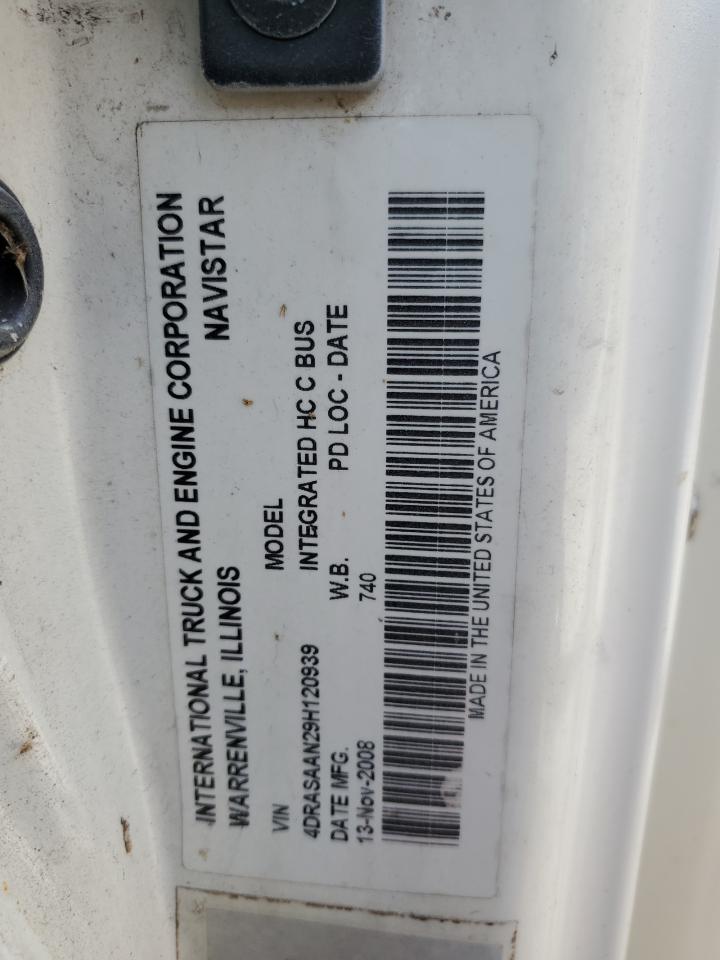 INTERNATIONAL TRUCK AND ENGINE CORPORATION
WARRENVILLE, ILLINOIS NAVISTAR
VIN MODEL
4DRASAAN29H120939 INTEGRATED HC C BUS
DATE MFG. W.B. PD LOC - DATE
13-Nov-2008 740
MADE IN THE UNITED STATES OF AMERICA